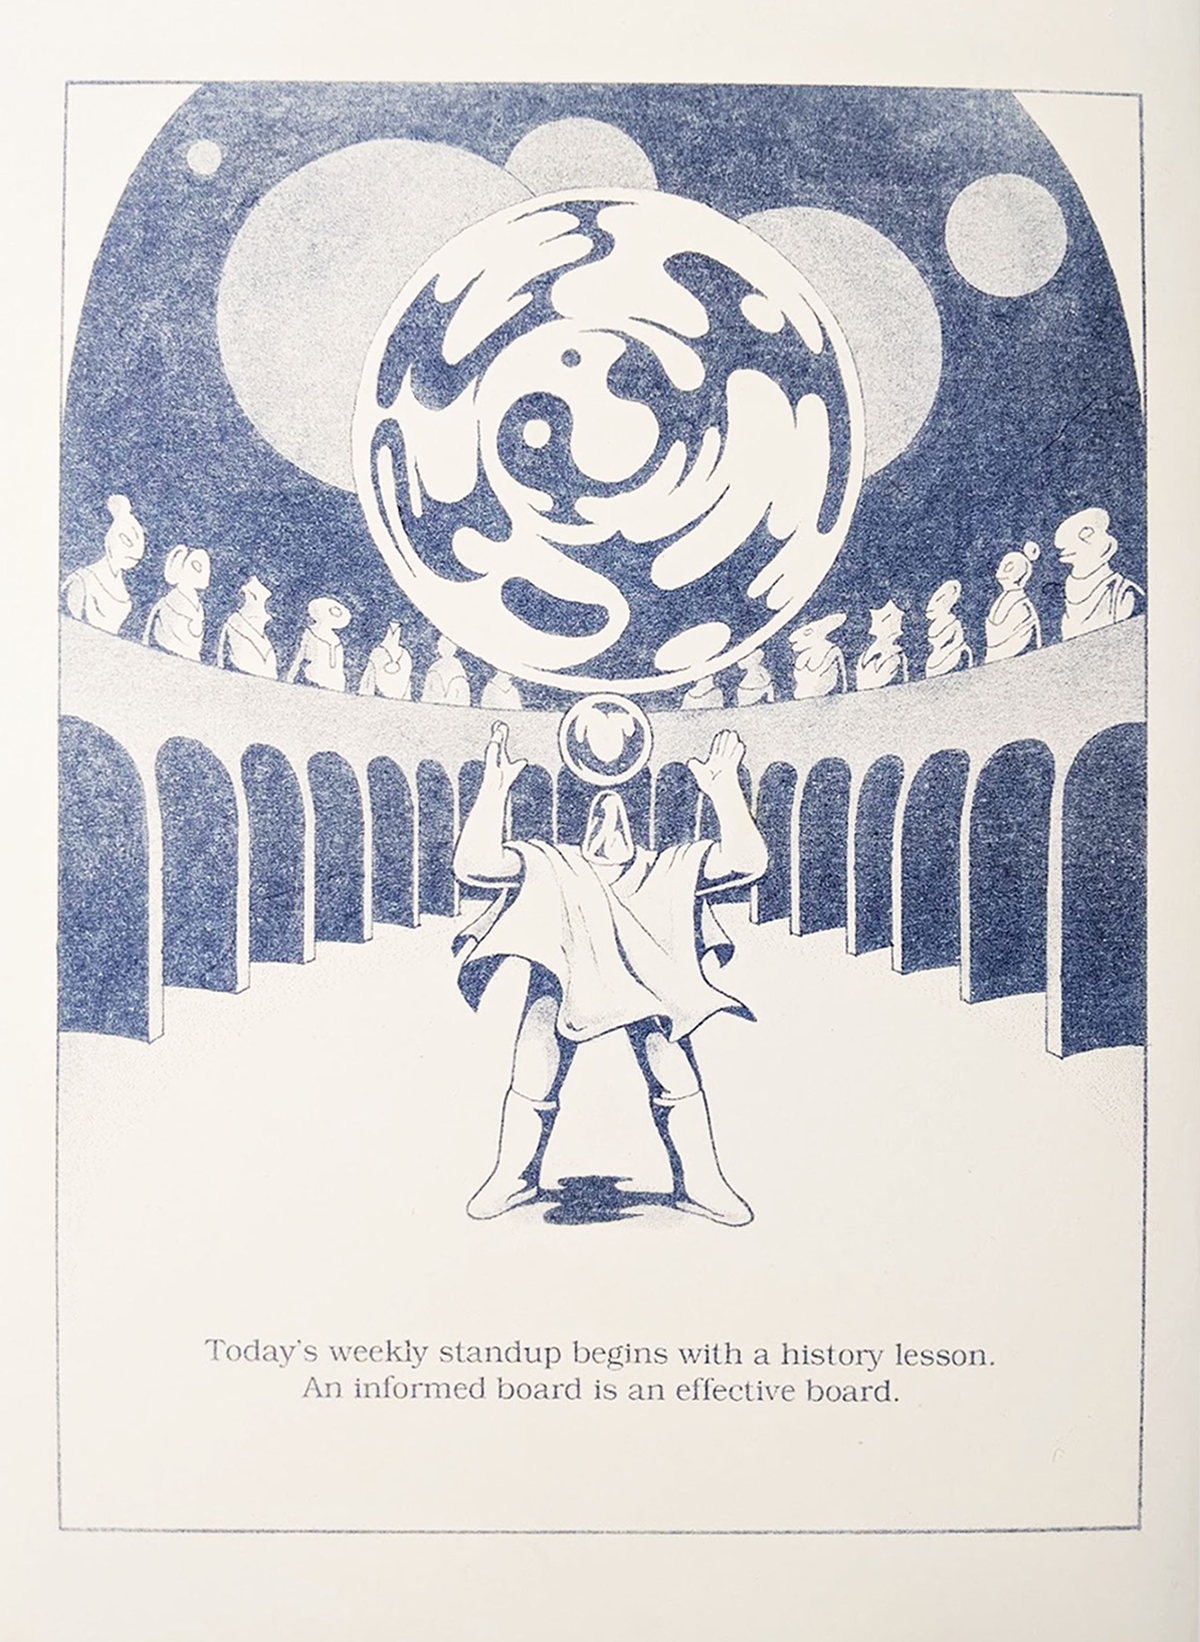 Today's weekly standup begins with a history lesson.
An informed board is an effective board.